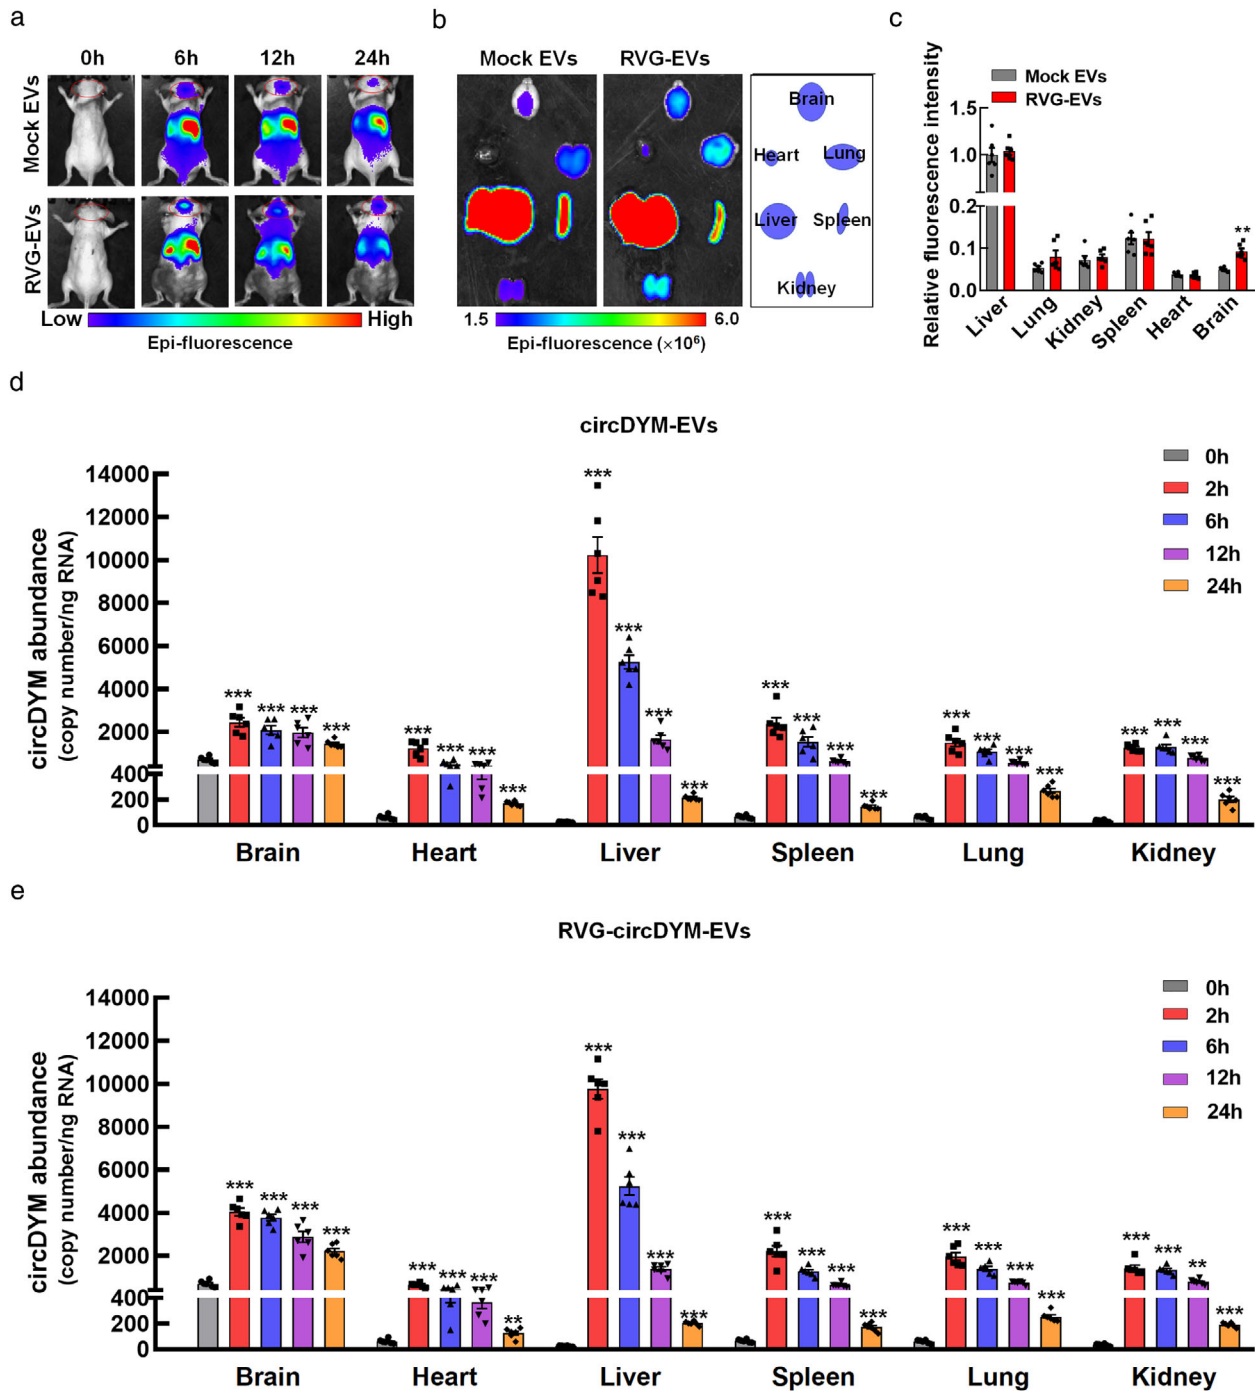 a
0h 6h 12h 24h
Mock EVs
RVG-EVs
Low High
Epi-fluorescence
b
Mock EVs RVG-EVs
Brain
Heart Lung
Liver Spleen
Kidney
1.5 6.0
Epi-fluorescence (×10⁶)
c
Relative fluorescence intensity
Mock EVs
RVG-EVs
1.5
1.0
0.2
0.1
0.0
**
Liver Lung Kidney Spleen Heart Brain
d
circDYM-EVs
circDYM abundance
(copy number/ng RNA)
14000
12000
10000
8000
6000
4000
2000
400
200
0
*** *** *** ***
*** *** *** ***
*** *** *** ***
*** *** *** ***
*** *** *** ***
*** *** *** ***
0h
2h
6h
12h
24h
Brain Heart Liver Spleen Lung Kidney
e
RVG-circDYM-EVs
circDYM abundance
(copy number/ng RNA)
14000
12000
10000
8000
6000
4000
2000
400
200
0
*** *** *** ***
*** *** *** **
*** *** *** ***
*** *** *** ***
*** *** *** ***
*** *** ** ***
0h
2h
6h
12h
24h
Brain Heart Liver Spleen Lung Kidney